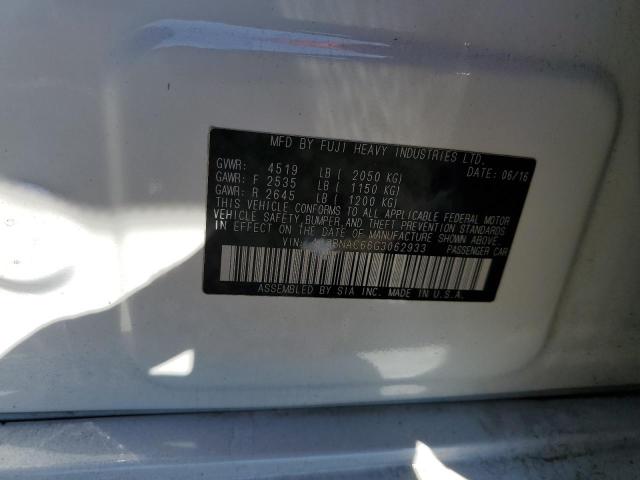 MFD BY FUJI HEAVY INDUSTRIES LTD.
GVWR: 4519 LB ( 2050 KG) DATE: 06/16
GAWR: F 2535 LB ( 1150 KG)
GAWR: R 2645 LB ( 1200 KG)
THIS VEHICLE CONFORMS TO ALL APPLICABLE FEDERAL MOTOR
VEHICLE SAFETY, BUMPER AND THEFT PREVENTION STANDARDS
IN EFFECT ON THE DATE OF MANUFACTURE SHOWN ABOVE.
VIN: BNAC66G3062933 PASSENGER CAR
ASSEMBLED BY SIA INC. MADE IN U.S.A.